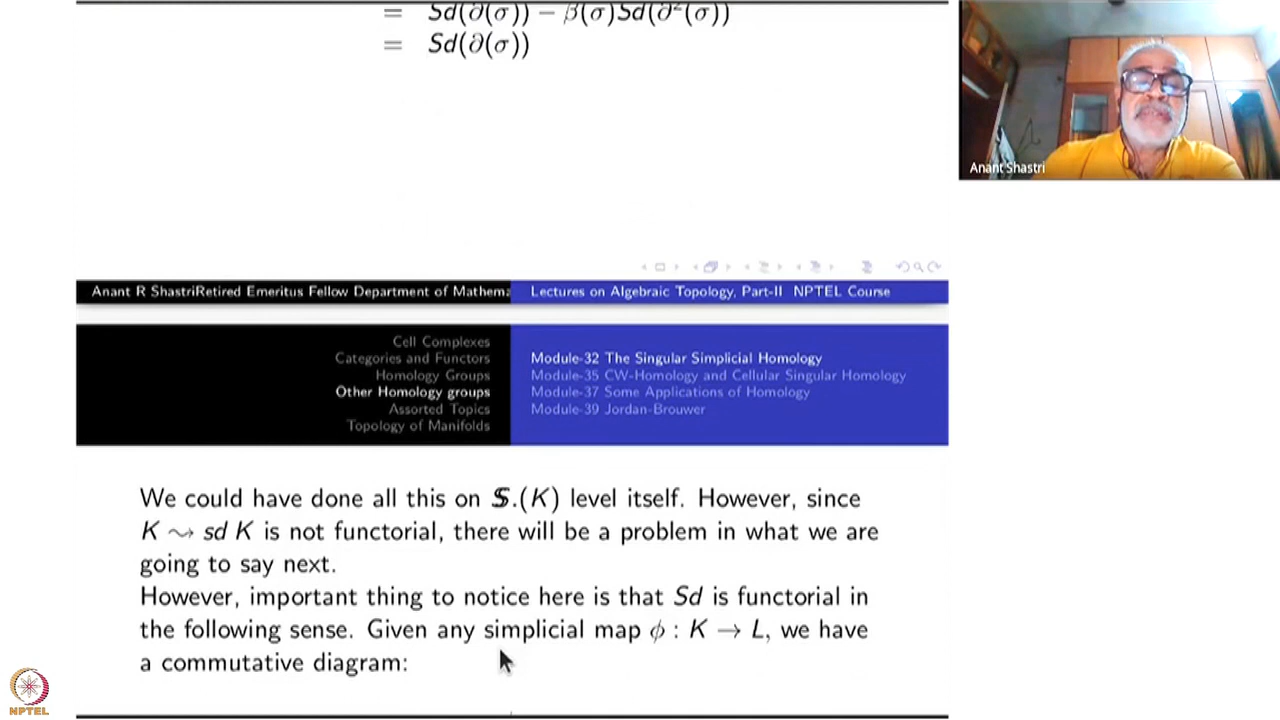 = Sd(∂(σ)) − β(σ)Sd(∂²(σ))
= Sd(∂(σ))
Anant Shastri
Anant R ShastriRetired Emeritus Fellow Department of Mathema
Lectures on Algebraic Topology, Part-II NPTEL Course
Cell Complexes
Categories and Functors
Homology Groups
Other Homology groups
Assorted Topics
Topology of Manifolds
Module-32 The Singular Simplicial Homology
Module-35 CW-Homology and Cellular Singular Homology
Module-37 Some Applications of Homology
Module-39 Jordan-Brouwer
We could have done all this on S.(K) level itself. However, since
K ⇝ sd K is not functorial, there will be a problem in what we are
going to say next.
However, important thing to notice here is that Sd is functorial in
the following sense. Given any simplicial map ϕ : K → L, we have
a commutative diagram:
NPTEL